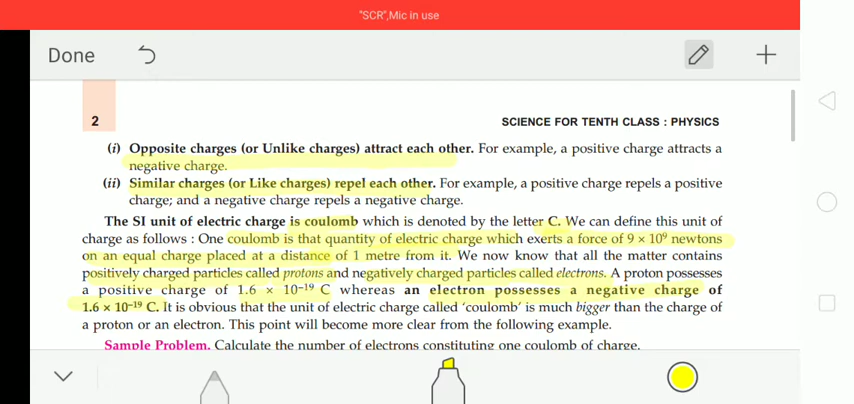 "SCR",Mic in use
Done
2
SCIENCE FOR TENTH CLASS : PHYSICS
(i) Opposite charges (or Unlike charges) attract each other. For example, a positive charge attracts a
negative charge.
(ii) Similar charges (or Like charges) repel each other. For example, a positive charge repels a positive
charge; and a negative charge repels a negative charge.
The SI unit of electric charge is coulomb which is denoted by the letter C. We can define this unit of
charge as follows : One coulomb is that quantity of electric charge which exerts a force of 9 × 10⁹ newtons
on an equal charge placed at a distance of 1 metre from it. We now know that all the matter contains
positively charged particles called protons and negatively charged particles called electrons. A proton possesses
a positive charge of 1.6 × 10⁻¹⁹ C whereas an electron possesses a negative charge of
1.6 × 10⁻¹⁹ C. It is obvious that the unit of electric charge called 'coulomb' is much bigger than the charge of
a proton or an electron. This point will become more clear from the following example.
Sample Problem. Calculate the number of electrons constituting one coulomb of charge.